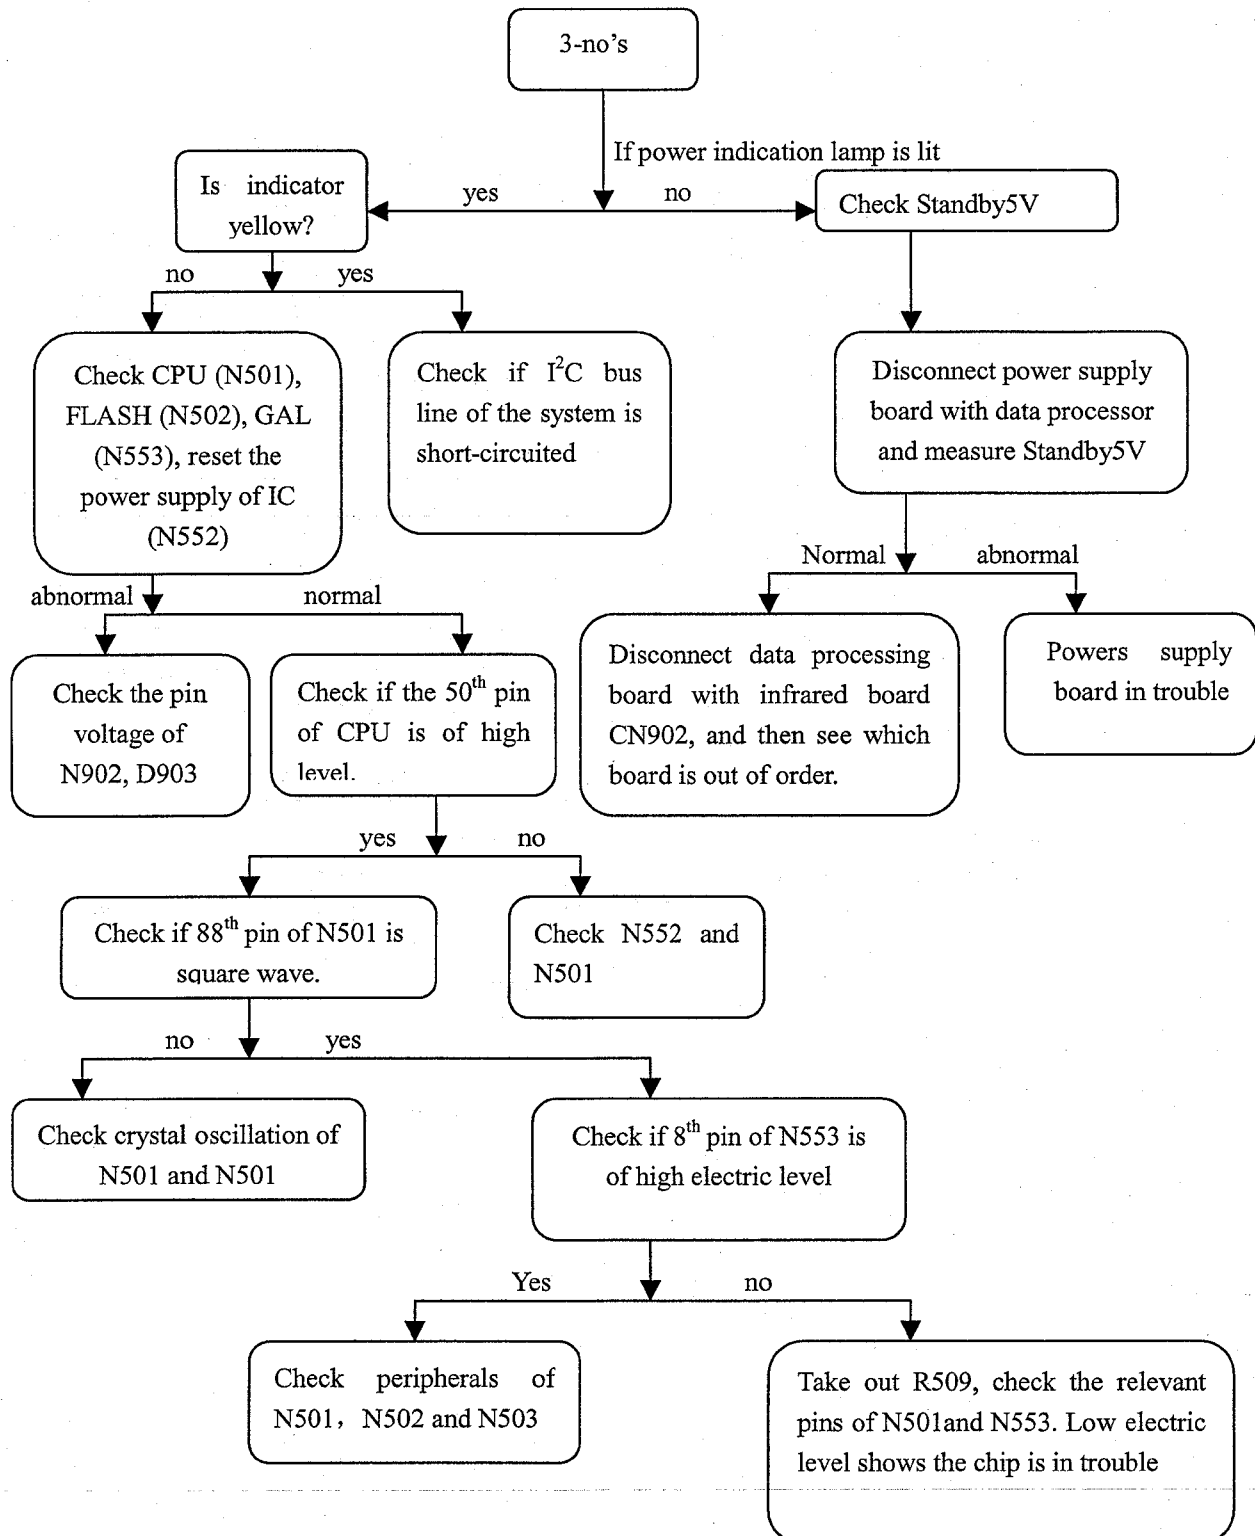 3-no's
If power indication lamp is lit
Is indicator
yellow?
yes
no
Check Standby5V
no
yes
Check CPU (N501),
FLASH (N502), GAL
(N553), reset the
power supply of IC
(N552)
Check if I²C bus
line of the system is
short-circuited
Disconnect power supply
board with data processor
and measure Standby5V
Normal
abnormal
abnormal
normal
Check the pin
voltage of
N902, D903
Check if the 50th pin
of CPU is of high
level.
Disconnect data processing
board with infrared board
CN902, and then see which
board is out of order.
Powers supply
board in trouble
yes
no
Check if 88th pin of N501 is
square wave.
Check N552 and
N501
no
yes
Check crystal oscillation of
N501 and N501
Check if 8th pin of N553 is
of high electric level
Yes
no
Check peripherals of
N501，N502 and N503
Take out R509, check the relevant
pins of N501and N553. Low electric
level shows the chip is in trouble